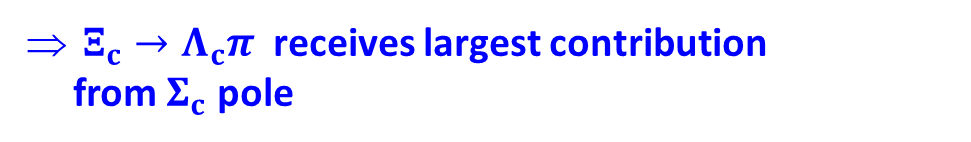 ⟹ Ξc → Λcπ receives largest contribution
from Σc pole